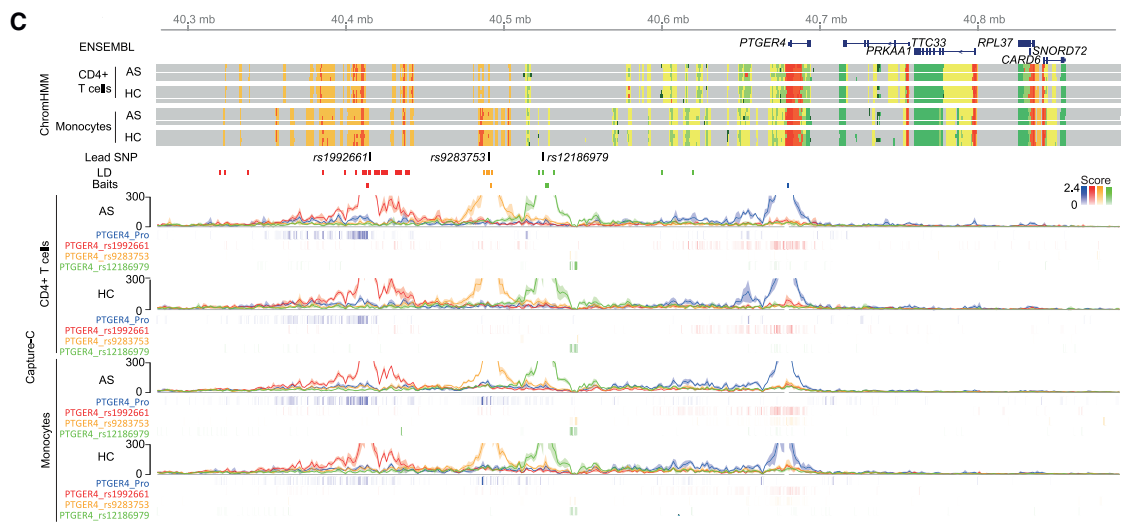 C
40.3 mb 40.4 mb 40.5 mb 40.6 mb 40.7 mb 40.8 mb
ENSEMBL
PTGER4 TTC33 RPL37
PRKAA1 SNORD72
CARD6
ChromHMM
CD4+ T cells
AS
HC
Monocytes
AS
HC
Lead SNP rs1992661 rs9283753 rs12186979
LD
Baits
Score
2.4
0
Capture-C
CD4+ T cells
300
AS
0
PTGER4_Pro
PTGER4_rs1992661
PTGER4_rs9283753
PTGER4_rs12186979
300
HC
0
PTGER4_Pro
PTGER4_rs1992661
PTGER4_rs9283753
PTGER4_rs12186979
Monocytes
300
AS
0
PTGER4_Pro
PTGER4_rs1992661
PTGER4_rs9283753
PTGER4_rs12186979
300
HC
0
PTGER4_Pro
PTGER4_rs1992661
PTGER4_rs9283753
PTGER4_rs12186979